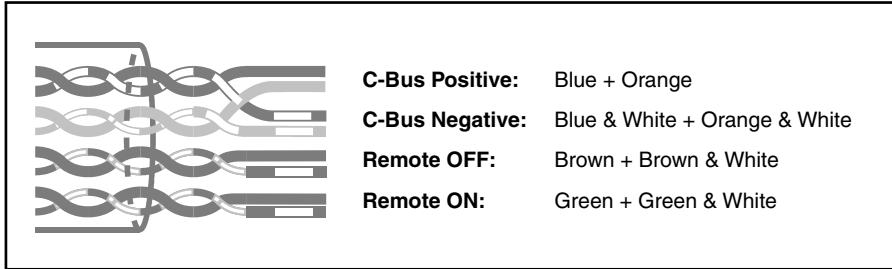 C-Bus Positive: Blue + Orange
C-Bus Negative: Blue & White + Orange & White
Remote OFF: Brown + Brown & White
Remote ON: Green + Green & White